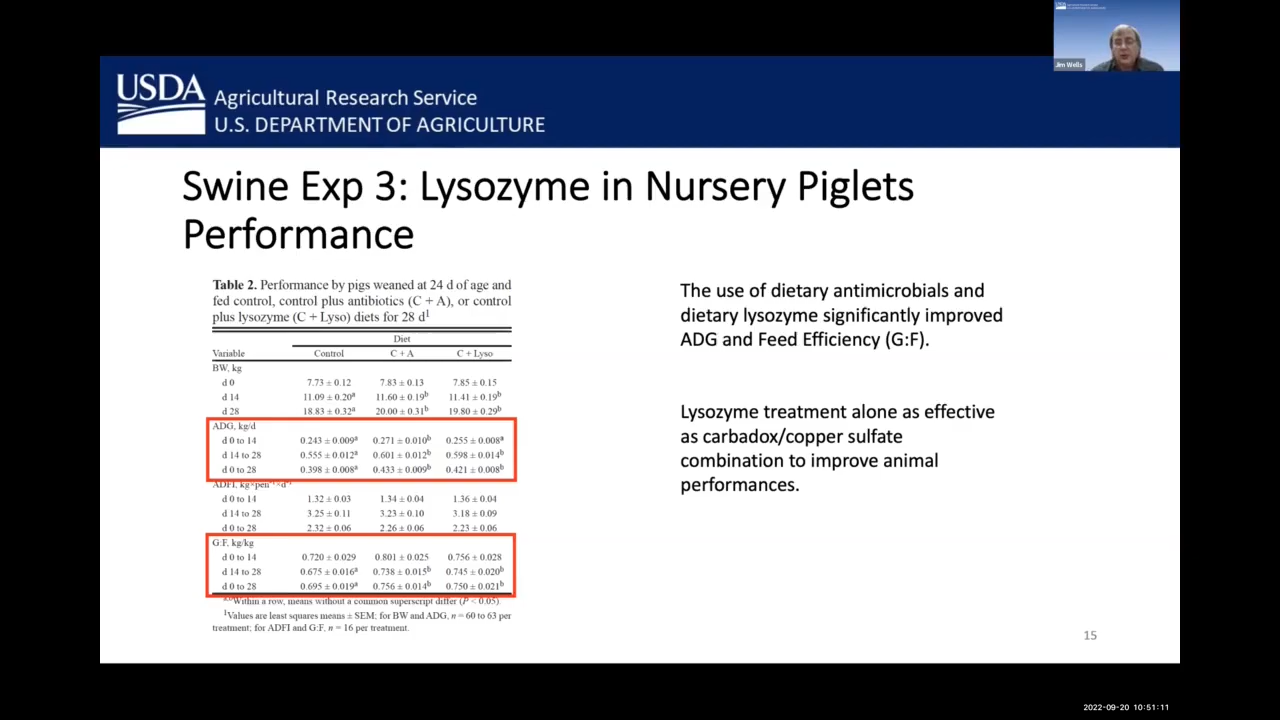 Jim Wells
USDA
Agricultural Research Service
U.S. DEPARTMENT OF AGRICULTURE
Swine Exp 3: Lysozyme in Nursery Piglets
Performance
Table 2. Performance by pigs weaned at 24 d of age and
fed control, control plus antibiotics (C + A), or control
plus lysozyme (C + Lyso) diets for 28 d¹
Diet
Variable Control C + A C + Lyso
BW, kg
d 0 7.73 ± 0.12 7.83 ± 0.13 7.85 ± 0.15
d 14 11.09 ± 0.20ᵃ 11.60 ± 0.19ᵇ 11.41 ± 0.19ᵇ
d 28 18.83 ± 0.32ᵃ 20.00 ± 0.31ᵇ 19.80 ± 0.29ᵇ
ADG, kg/d
d 0 to 14 0.243 ± 0.009ᵃ 0.271 ± 0.010ᵇ 0.255 ± 0.008ᵃ
d 14 to 28 0.555 ± 0.012ᵃ 0.601 ± 0.012ᵇ 0.598 ± 0.014ᵇ
d 0 to 28 0.398 ± 0.008ᵃ 0.433 ± 0.009ᵇ 0.421 ± 0.008ᵇ
ADFI, kg·pen⁻¹·d⁻¹
d 0 to 14 1.32 ± 0.03 1.34 ± 0.04 1.36 ± 0.04
d 14 to 28 3.25 ± 0.11 3.23 ± 0.10 3.18 ± 0.09
d 0 to 28 2.32 ± 0.06 2.26 ± 0.06 2.23 ± 0.06
G:F, kg/kg
d 0 to 14 0.720 ± 0.029 0.801 ± 0.025 0.756 ± 0.028
d 14 to 28 0.675 ± 0.016ᵃ 0.738 ± 0.015ᵇ 0.745 ± 0.020ᵇ
d 0 to 28 0.695 ± 0.019ᵃ 0.756 ± 0.014ᵇ 0.750 ± 0.021ᵇ
Within a row, means without a common superscript differ (P < 0.05).
¹Values are least squares means ± SEM; for BW and ADG, n = 60 to 63 per
treatment; for ADFI and G:F, n = 16 per treatment.
The use of dietary antimicrobials and
dietary lysozyme significantly improved
ADG and Feed Efficiency (G:F).
Lysozyme treatment alone as effective
as carbadox/copper sulfate
combination to improve animal
performances.
15
2022-09-20 10:51:11